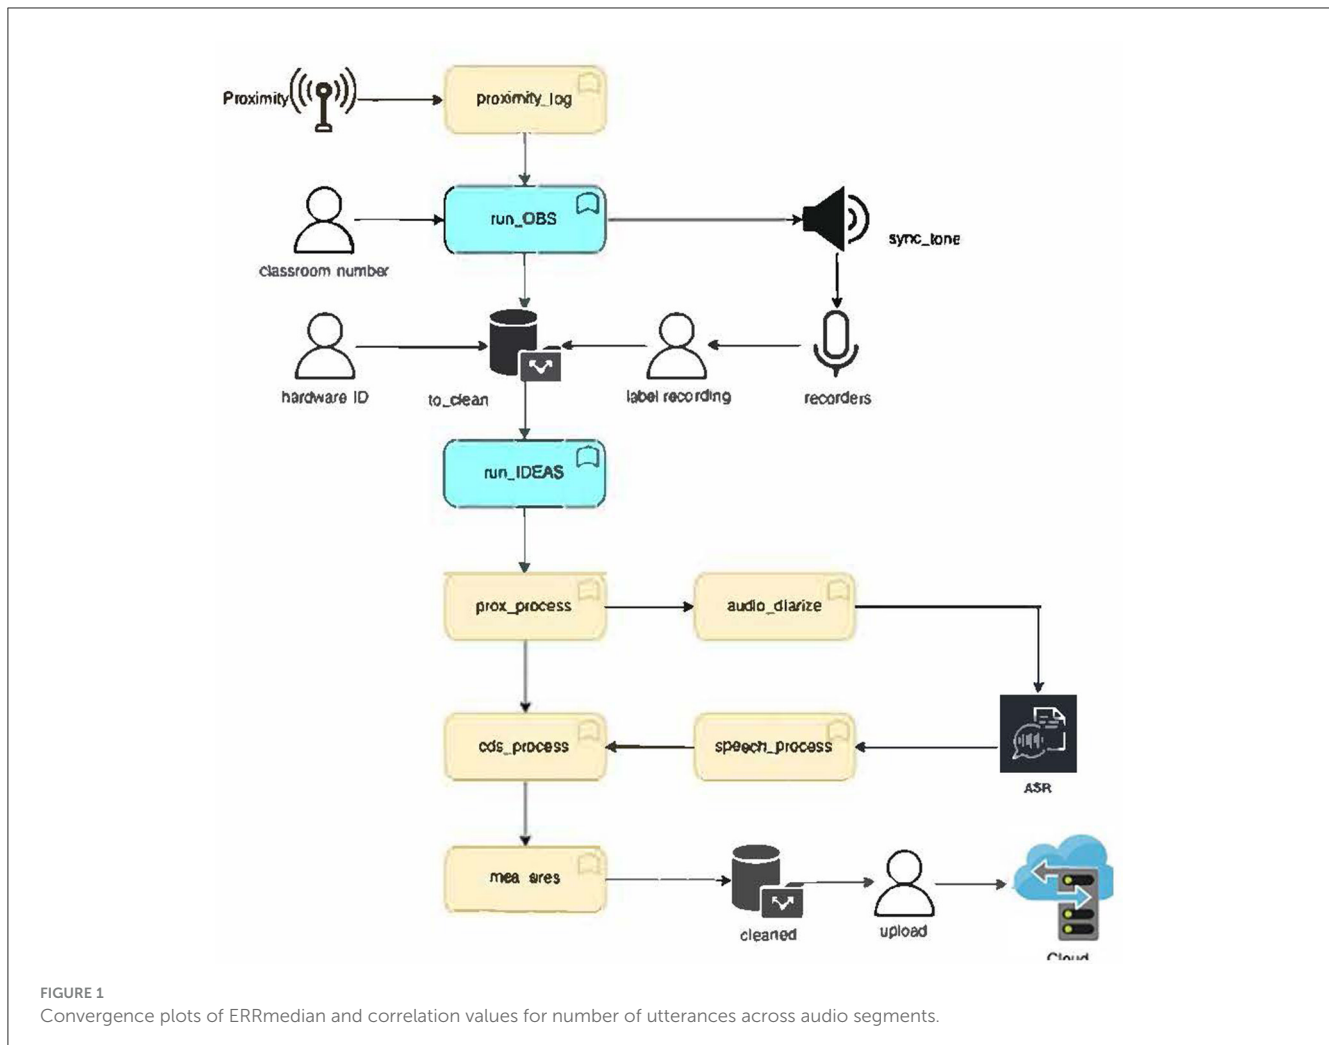 Proximity
proximity_log
run_OBS
sync_tone
classroom number
hardware ID
to_clean
label recording
recorders
run_IDEAS
prox_process
audio_diarize
cds_process
speech_process
ASR
cleaned
upload
Cloud
FIGURE 1
Convergence plots of ERRmedian and correlation values for number of utterances across audio segments.